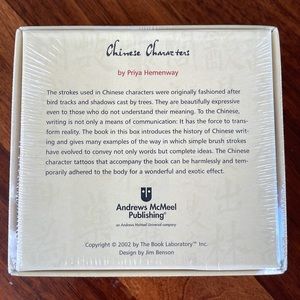 Chinese Characters
by Priya Hemenway
The strokes used in Chinese characters were originally fashioned after
bird tracks and shadows cast by trees. They are beautifully expressive
even to those who do not understand their meaning. To the Chinese,
writing is not only a means of communication: It has the force to trans-
form reality. The book in this box introduces the history of Chinese writ-
ing and gives many examples of the way in which simple brush strokes
have evolved to convey not only words but complete ideas. The Chinese
character tattoos that accompany the book can be harmlessly and tem-
porarily adhered to the body for a wonderful and exotic effect.
Andrews McMeel
Publishing®
an Andrews McMeel Universal company
Copyright © 2002 by The Book Laboratory™ Inc.
Design by Jim Benson